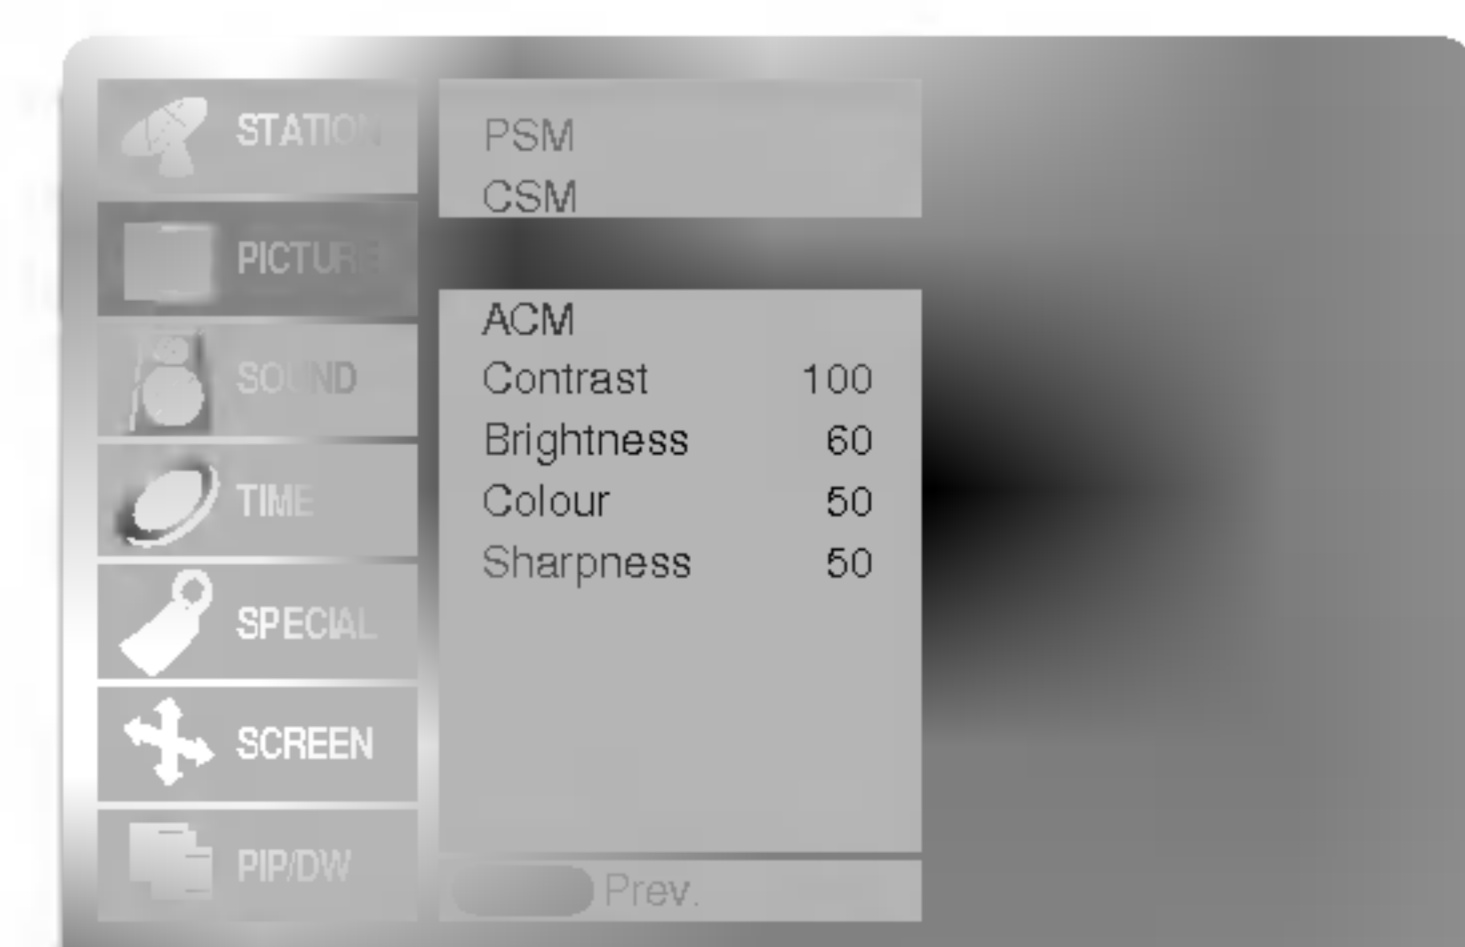 STATION
PICTURE
SOUND
TIME
SPECIAL
SCREEN
PIP/DW
PSM
CSM
ACM
Contrast 100
Brightness 60
Colour 50
Sharpness 50
Prev.